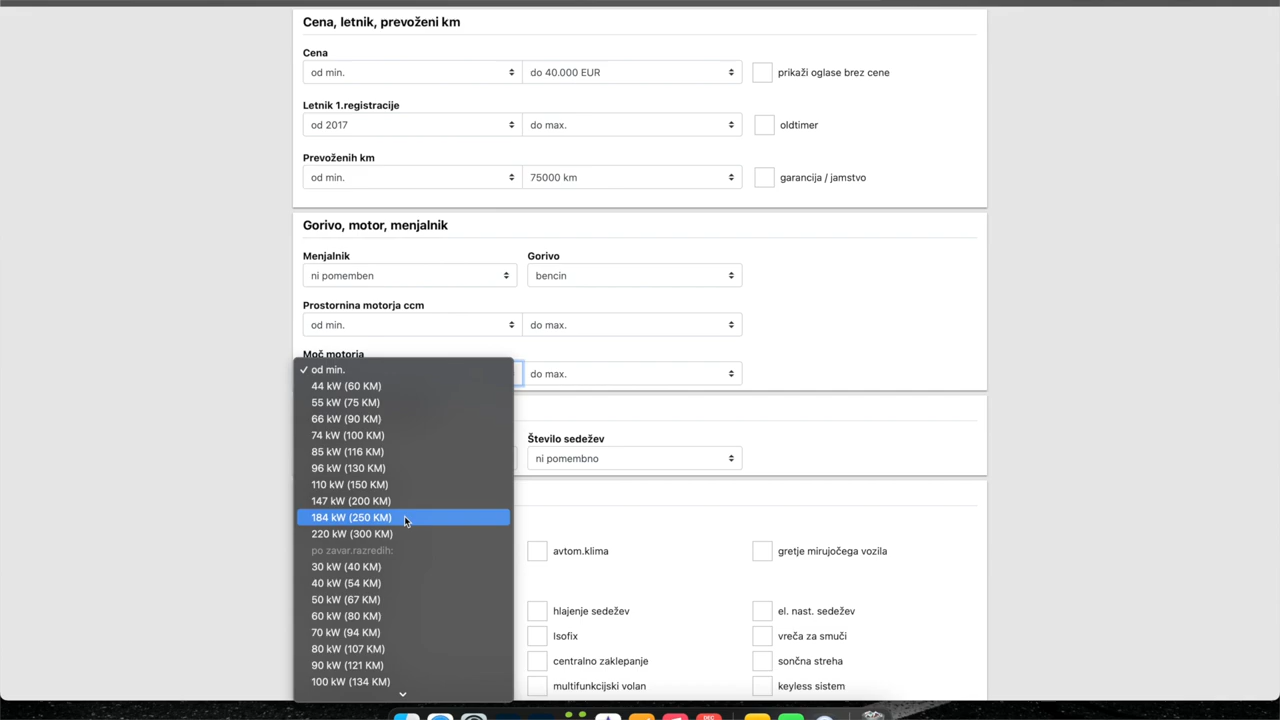 Cena, letnik, prevoženi km
Cena
od min.
do 40.000 EUR
prikaži oglase brez cene
Letnik 1.registracije
od 2017
do max.
oldtimer
Prevoženih km
od min.
75000 km
garancija / jamstvo
Gorivo, motor, menjalnik
Menjalnik
Gorivo
ni pomemben
bencin
Prostornina motorja ccm
od min.
do max.
Moč motorja
do max.
✓ od min.
44 kW (60 KM)
55 kW (75 KM)
66 kW (90 KM)
74 kW (100 KM)
85 kW (116 KM)
96 kW (130 KM)
110 kW (150 KM)
147 kW (200 KM)
184 kW (250 KM)
220 kW (300 KM)
po zavar.razredih:
30 kW (40 KM)
40 kW (54 KM)
50 kW (67 KM)
60 kW (80 KM)
70 kW (94 KM)
80 kW (107 KM)
90 kW (121 KM)
100 kW (134 KM)
Število sedežev
ni pomembno
avtom.klima
gretje mirujočega vozila
hlajenje sedežev
el. nast. sedežev
Isofix
vreča za smuči
centralno zaklepanje
sončna streha
multifunkcijski volan
keyless sistem
DEC